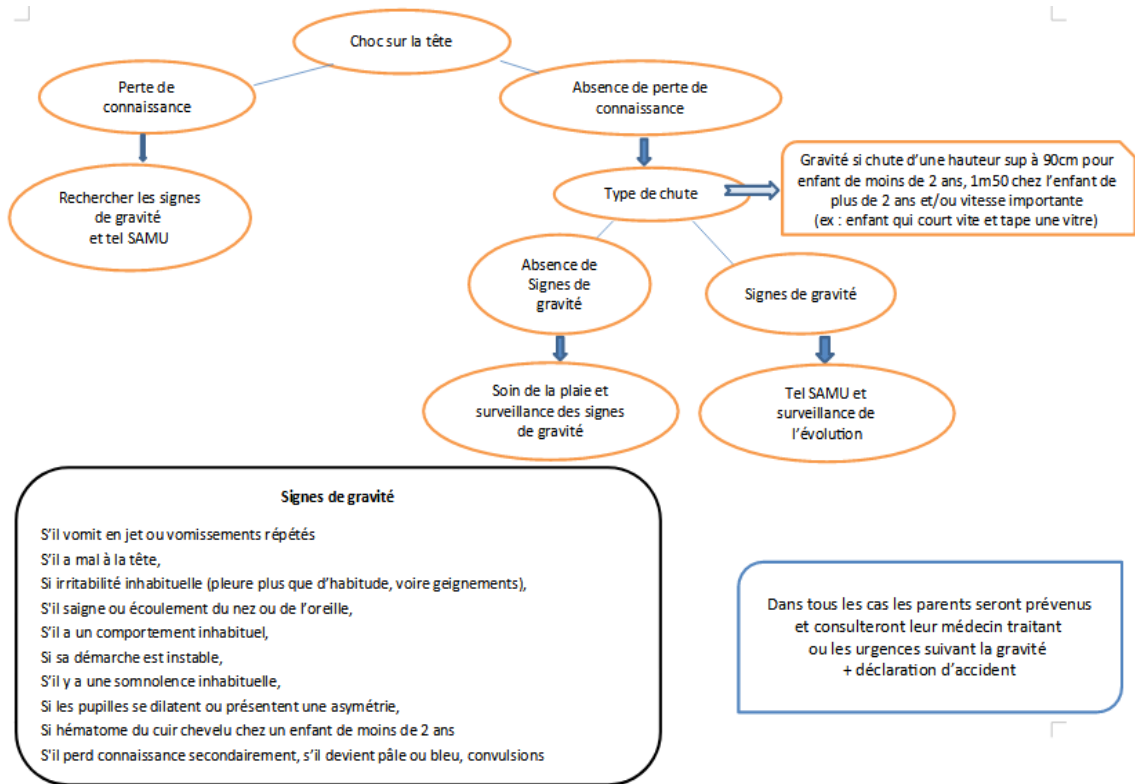 Choc sur la tête
Perte de
connaissance
Absence de perte de
connaissance
Rechercher les signes
de gravité
et tel SAMU
Type de chute
Gravité si chute d’une hauteur sup à 90cm pour
enfant de moins de 2 ans, 1m50 chez l’enfant de
plus de 2 ans et/ou vitesse importante
(ex : enfant qui court vite et tape une vitre)
Absence de
Signes de
gravité
Signes de gravité
Soin de la plaie et
surveillance des signes
de gravité
Tel SAMU et
surveillance de
l’évolution
Signes de gravité
S’il vomit en jet ou vomissements répétés
S’il a mal à la tête,
Si irritabilité inhabituelle (pleure plus que d’habitude, voire geignements),
S'il saigne ou écoulement du nez ou de l’oreille,
S’il a un comportement inhabituel,
Si sa démarche est instable,
S’il y a une somnolence inhabituelle,
Si les pupilles se dilatent ou présentent une asymétrie,
Si hématome du cuir chevelu chez un enfant de moins de 2 ans
S'il perd connaissance secondairement, s’il devient pâle ou bleu, convulsions
Dans tous les cas les parents seront prévenus
et consulteront leur médecin traitant
ou les urgences suivant la gravité
+ déclaration d’accident